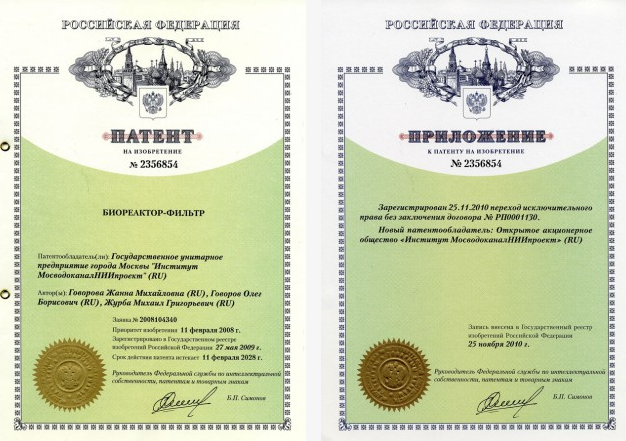 РОССИЙСКАЯ ФЕДЕРАЦИЯ
ПАТЕНТ
НА ИЗОБРЕТЕНИЕ
№ 2356854
БИОРЕАКТОР-ФИЛЬТР
Патентообладатель(ли): Государственное унитарное
предприятие города Москвы "Институт
МосводоканалНИИпроект" (RU)
Автор(ы): Говорова Жанна Михайловна (RU), Говоров Олег
Борисович (RU), Журба Михаил Григорьевич (RU)
Заявка № 2008104340
Приоритет изобретения 11 февраля 2008 г.
Зарегистрировано в Государственном реестре
изобретений Российской Федерации 27 мая 2009 г.
Срок действия патента истекает 11 февраля 2028 г.
Руководитель Федеральной службы по интеллектуальной
собственности, патентам и товарным знакам
Б.П. Симонов
РОССИЙСКАЯ ФЕДЕРАЦИЯ
ПРИЛОЖЕНИЕ
К ПАТЕНТУ НА ИЗОБРЕТЕНИЕ
№ 2356854
Зарегистрирован 25.11.2010 переход исключительного
права без заключения договора № РП0001130.
Новый патентообладатель: Открытое акционерное
общество «Институт МосводоканалНИИпроект» (RU)
Запись внесена в Государственный реестр
изобретений Российской Федерации
25 ноября 2010 г.
Руководитель Федеральной службы по интеллектуальной
собственности, патентам и товарным знакам
Б.П. Симонов